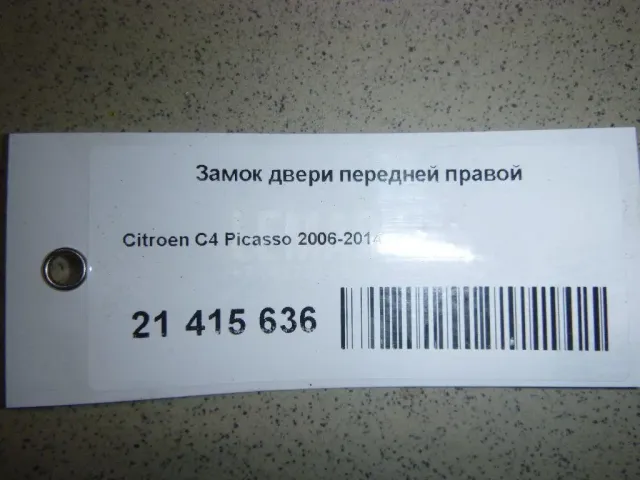 Замок двери передней правой
Citroen C4 Picasso 2006-2014
21 415 636